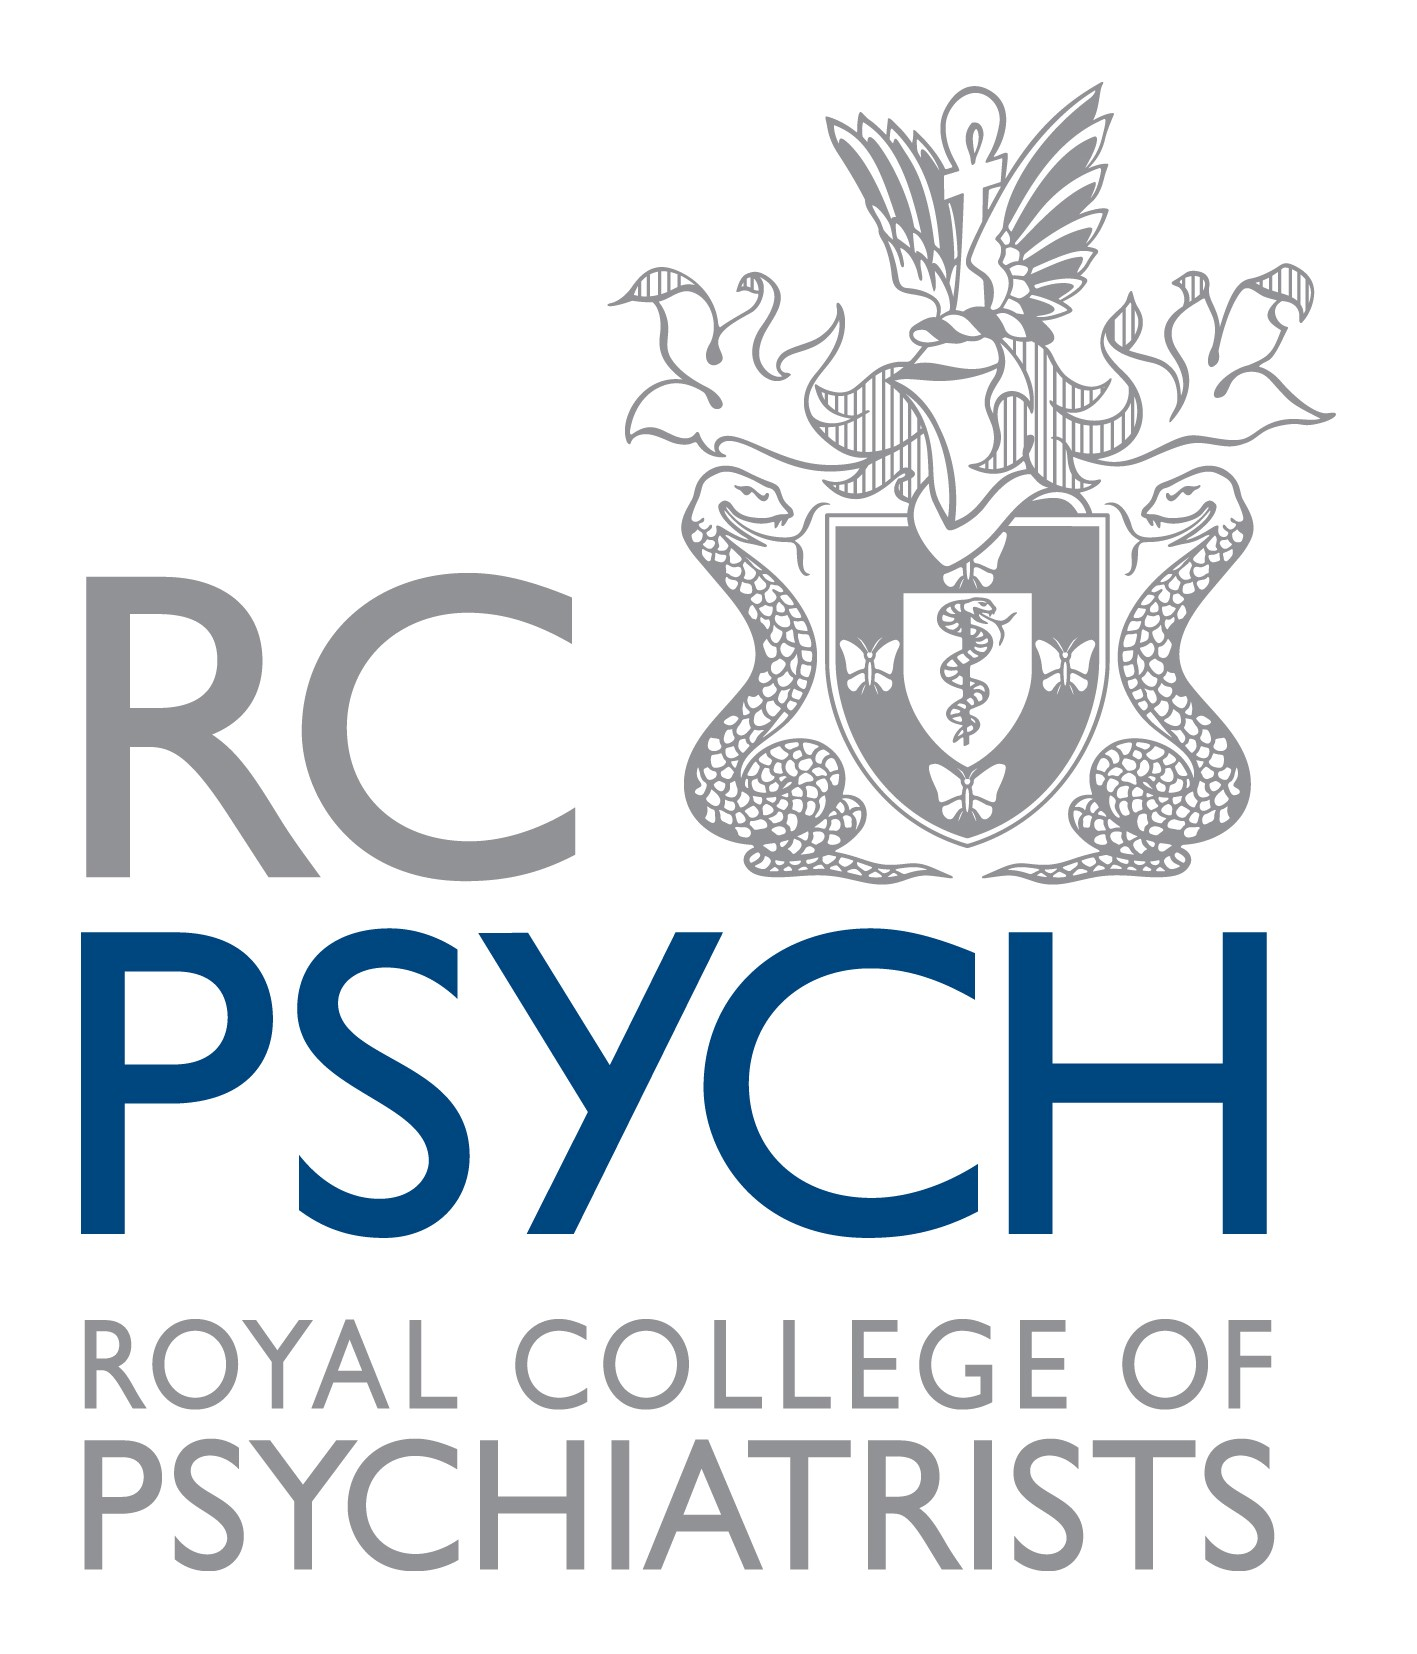 RC
PSYCH
ROYAL COLLEGE OF
PSYCHIATRISTS